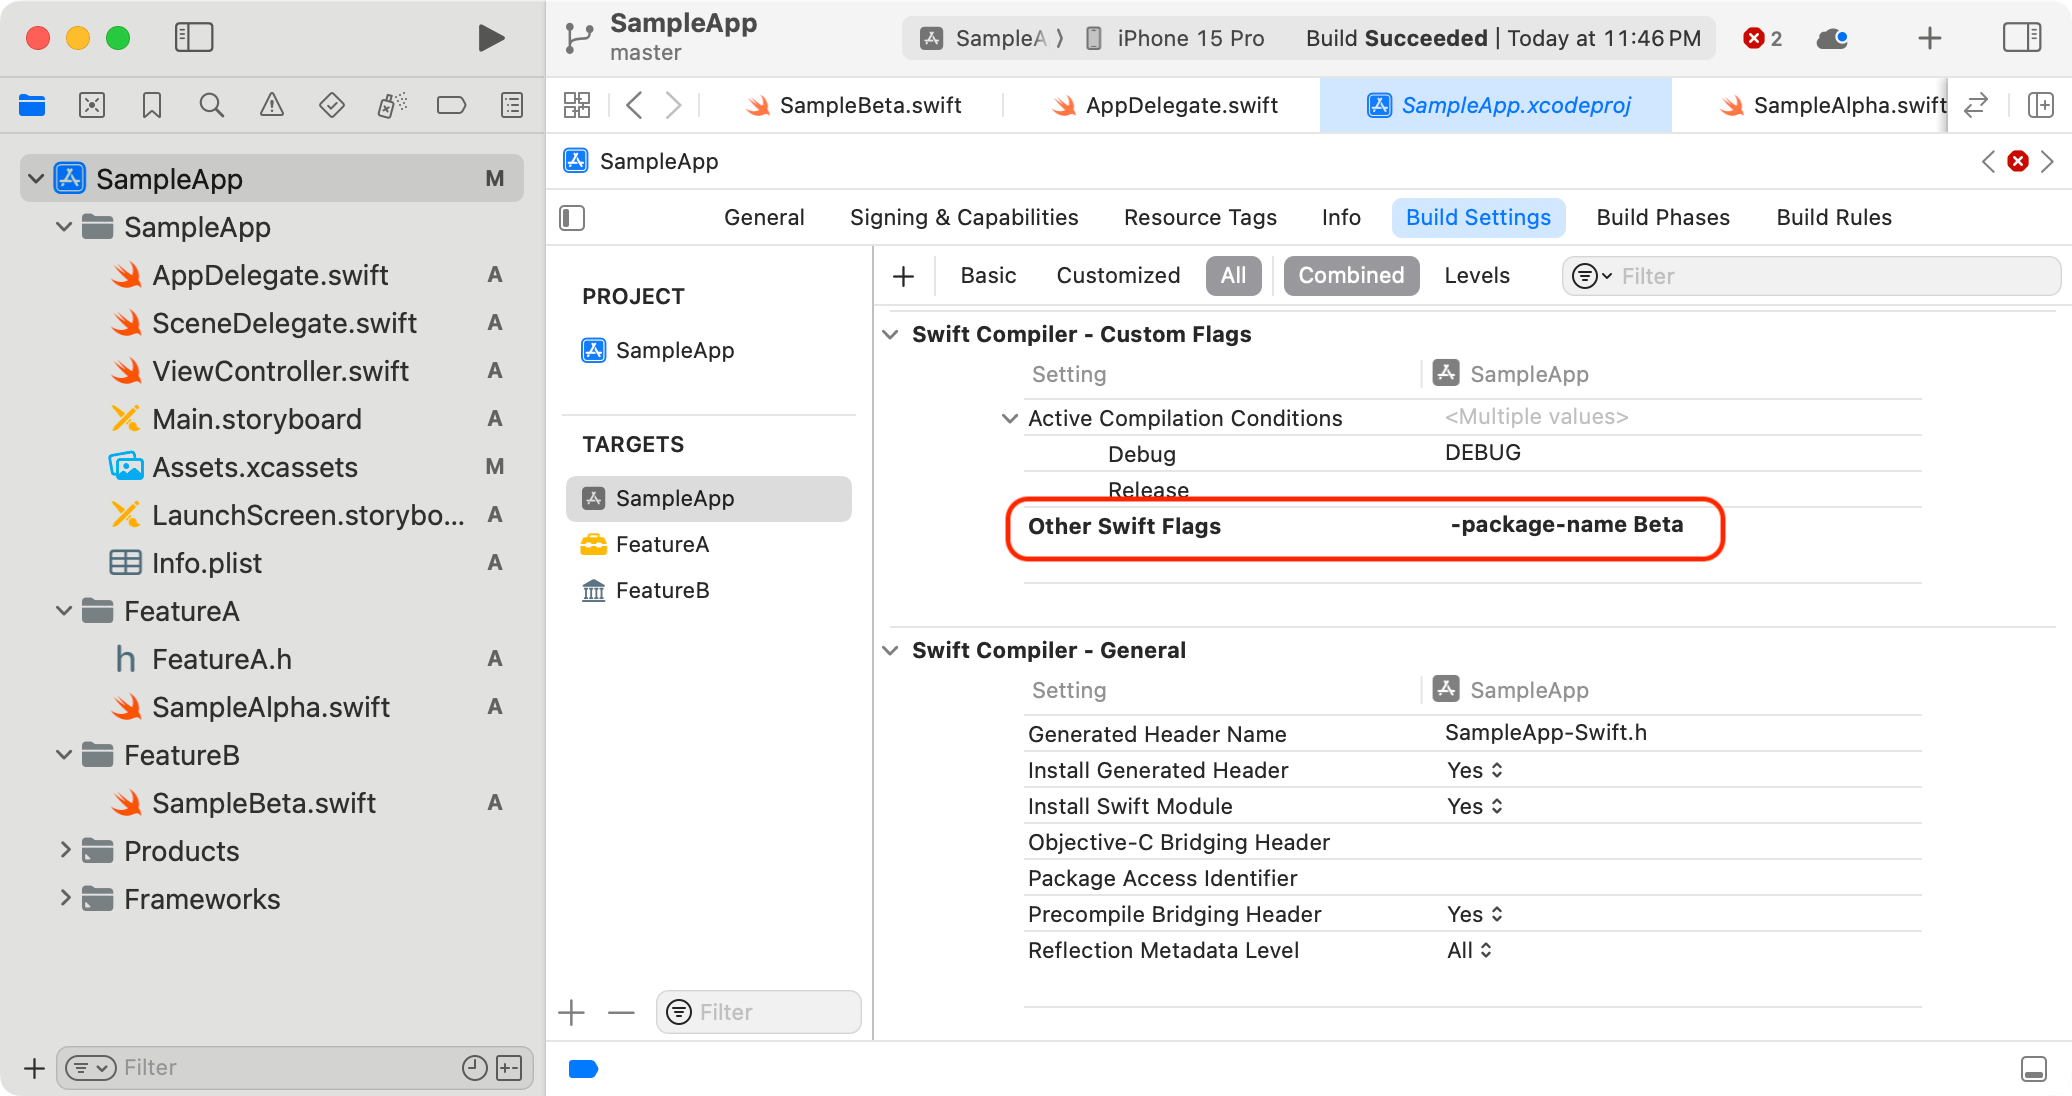 SampleApp
master
SampleA
iPhone 15 Pro
Build Succeeded | Today at 11:46 PM
2
SampleBeta.swift
AppDelegate.swift
SampleApp.xcodeproj
SampleAlpha.swift
SampleApp M
SampleApp
AppDelegate.swift A
SceneDelegate.swift A
ViewController.swift A
Main.storyboard A
Assets.xcassets M
LaunchScreen.storybo... A
Info.plist A
FeatureA
FeatureA.h A
SampleAlpha.swift A
FeatureB
SampleBeta.swift A
Products
Frameworks
Filter
SampleApp
General
Signing & Capabilities
Resource Tags
Info
Build Settings
Build Phases
Build Rules
PROJECT
SampleApp
TARGETS
SampleApp
FeatureA
FeatureB
Filter
Basic
Customized
All
Combined
Levels
Filter
Swift Compiler - Custom Flags
Setting SampleApp
Active Compilation Conditions <Multiple values>
Debug DEBUG
Release
Other Swift Flags -package-name Beta
Swift Compiler - General
Setting SampleApp
Generated Header Name SampleApp-Swift.h
Install Generated Header Yes
Install Swift Module Yes
Objective-C Bridging Header
Package Access Identifier
Precompile Bridging Header Yes
Reflection Metadata Level All